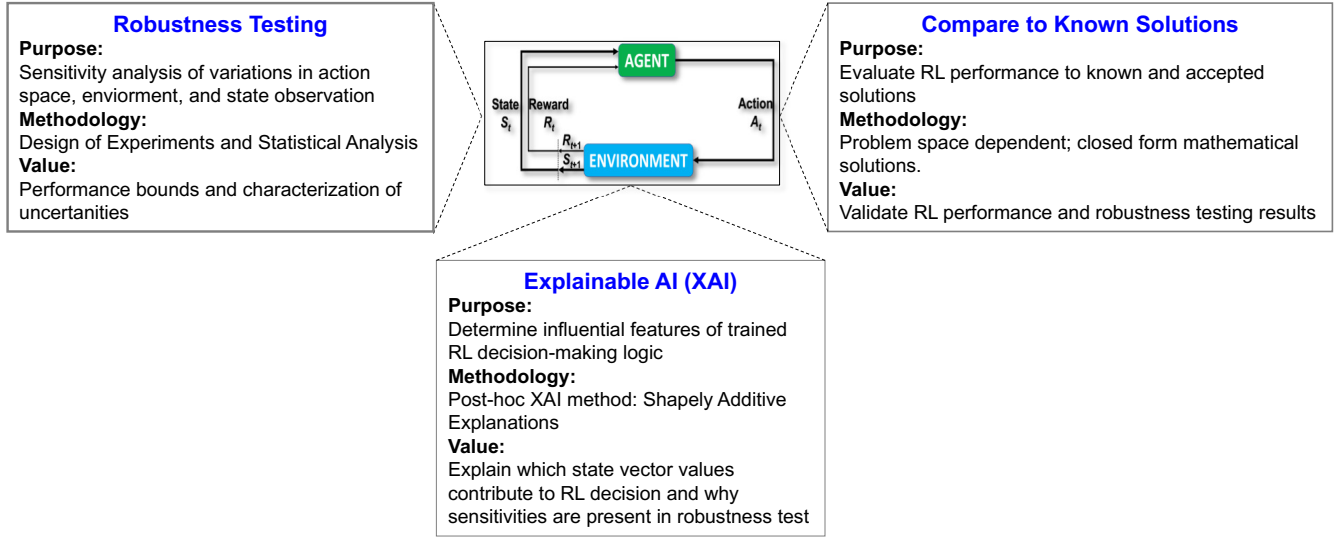 Robustness Testing
Purpose:
Sensitivity analysis of variations in action
space, enviorment, and state observation
Methodology:
Design of Experiments and Statistical Analysis
Value:
Performance bounds and characterization of
uncertanities
AGENT
State
S_t
Reward
R_t
Action
A_t
R_{t+1}
S_{t+1}
ENVIRONMENT
Compare to Known Solutions
Purpose:
Evaluate RL performance to known and accepted
solutions
Methodology:
Problem space dependent; closed form mathematical
solutions.
Value:
Validate RL performance and robustness testing results
Explainable AI (XAI)
Purpose:
Determine influential features of trained
RL decision-making logic
Methodology:
Post-hoc XAI method: Shapely Additive
Explanations
Value:
Explain which state vector values
contribute to RL decision and why
sensitivities are present in robustness test